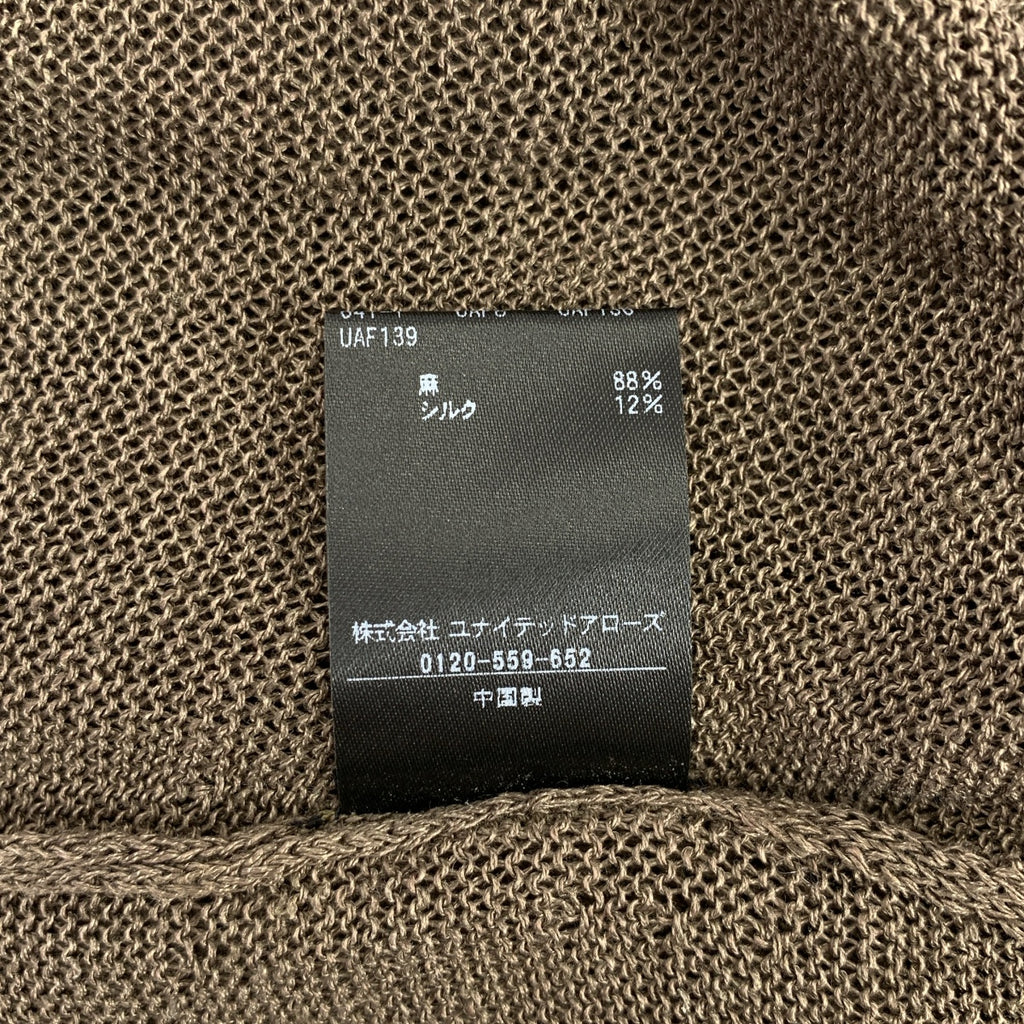 UAF139
麻 88%
シルク 12%
株式会社 ユナイテッドアローズ
0120-559-652
中国製